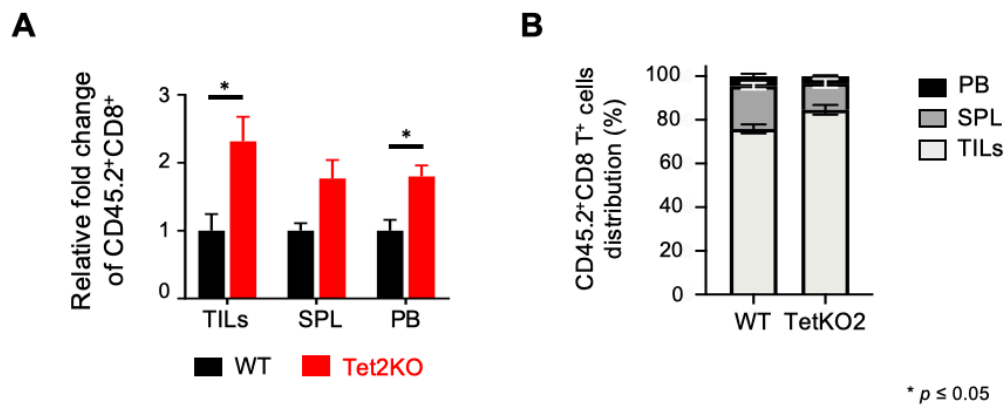 A
B
Relative fold change
of CD45.2⁺CD8⁺
3
2
1
0
*
*
TILs SPL PB
WT Tet2KO
CD45.2⁺CD8 T⁺ cells
distribution (%)
100
80
60
40
20
0
WT TetKO2
PB
SPL
TILs
* p ≤ 0.05